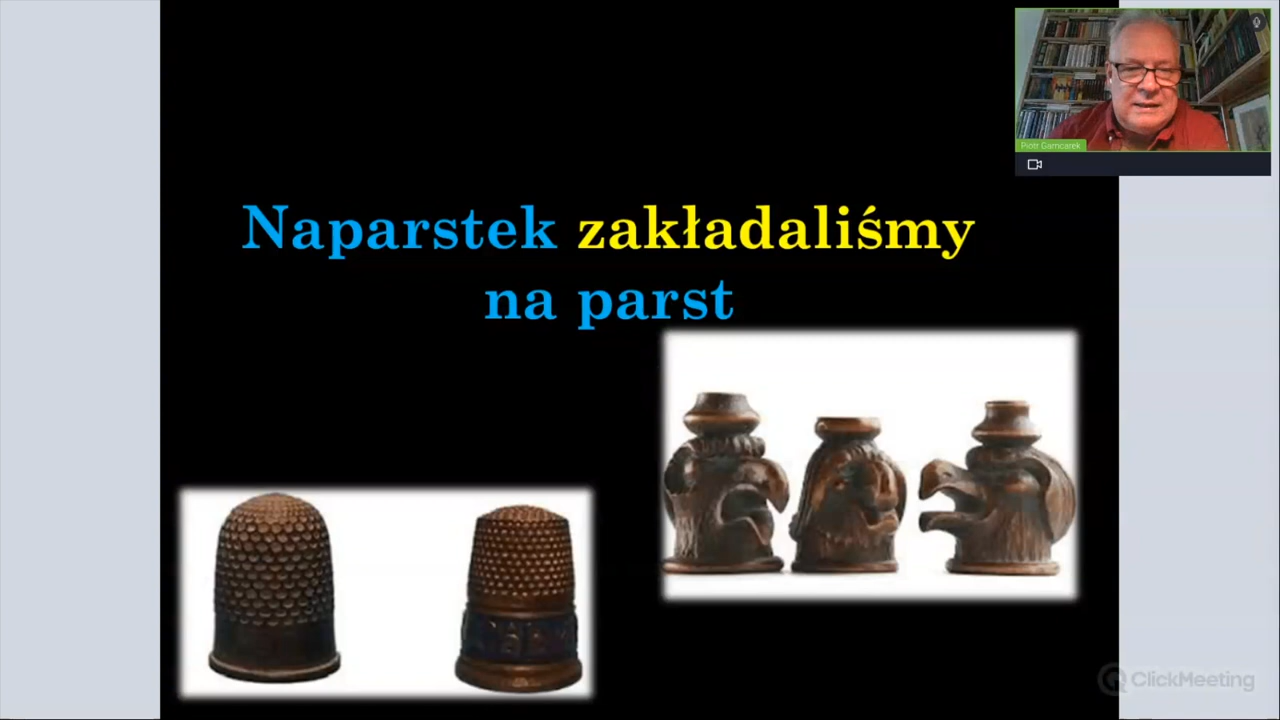 Naparstek zakładaliśmy
na parst
Piotr Garncarek
ClickMeeting